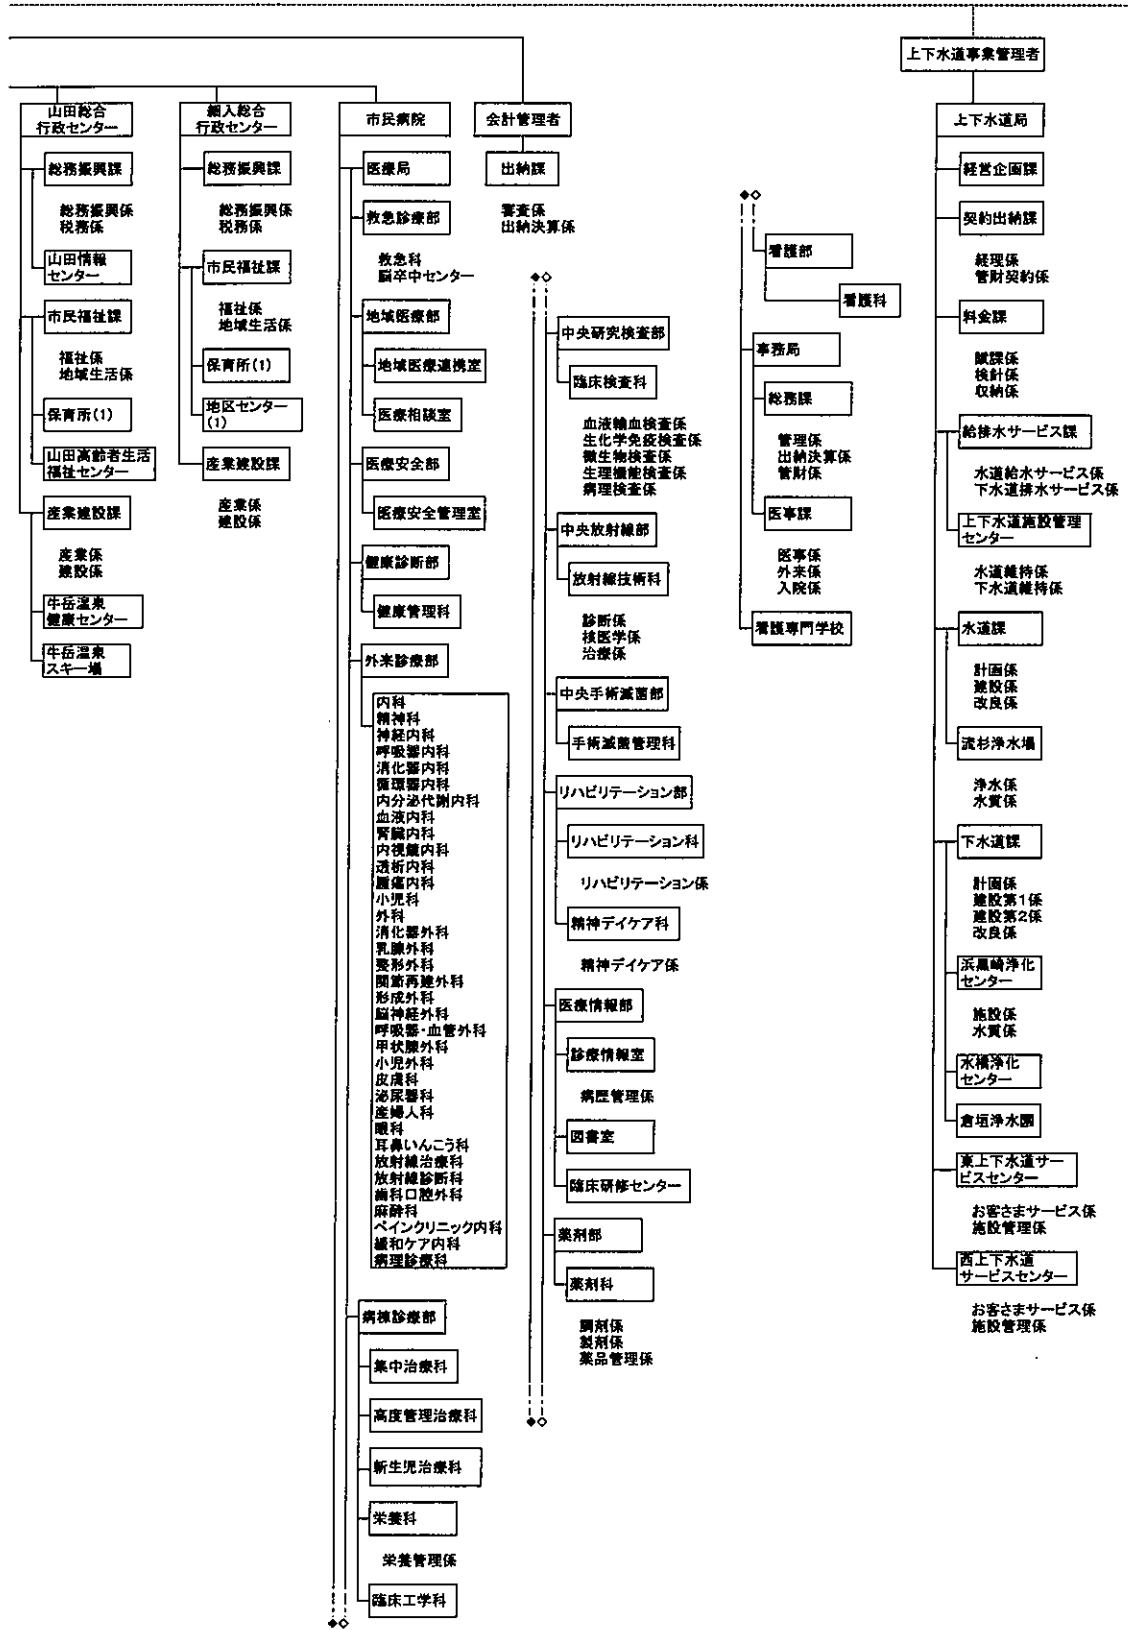 上下水道事業管理者
山田総合
行政センター
総務振興課
総務振興係
税務係
山田情報
センター
市民福祉課
福祉係
地域生活係
保育所(1)
山田高齢者生活
福祉センター
産業建設課
産業係
建設係
牛岳温泉
健康センター
牛岳温泉
スキー場
細入総合
行政センター
総務振興課
総務振興係
税務係
市民福祉課
福祉係
地域生活係
保育所(1)
地区センター
(1)
産業建設課
産業係
建設係
市民病院
医療局
救急診療部
救急科
脳卒中センター
地域医療部
地域医療連携室
医療相談室
医療安全部
医療安全管理室
健康診断部
健康管理科
外来診療部
内科
精神科
神経内科
呼吸器内科
消化器内科
循環器内科
内分泌代謝内科
血液内科
腎臓内科
内視鏡内科
透析内科
腫瘍内科
小児科
外科
消化器外科
乳腺外科
整形外科
関節再建外科
形成外科
脳神経外科
呼吸器・血管外科
甲状腺外科
小児外科
皮膚科
泌尿器科
産婦人科
眼科
耳鼻いんこう科
放射線治療科
放射線診断科
歯科口腔外科
麻酔科
ペインクリニック内科
緩和ケア内科
病理診療科
病棟診療部
集中治療科
高度管理治療科
新生児治療科
栄養科
栄養管理係
臨床工学科
◆◇
会計管理者
出納課
審査係
出納決算係
◆◇
中央研究検査部
臨床検査科
血液輸血検査係
生化学免疫検査係
微生物検査係
生理機能検査係
病理検査係
中央放射線部
放射線技術科
診断係
核医学係
治療係
中央手術滅菌部
手術滅菌管理科
リハビリテーション部
リハビリテーション科
リハビリテーション係
精神デイケア科
精神デイケア係
医療情報部
診療情報室
病歴管理係
図書室
臨床研修センター
薬剤部
薬剤科
調剤係
製剤係
薬品管理係
◆◇
◆◇
看護部
看護科
事務局
総務課
管理係
出納決算係
管財係
医事課
医事係
外来係
入院係
看護専門学校
上下水道局
経営企画課
契約出納課
経理係
管財契約係
料金課
賦課係
検針係
収納係
給排水サービス課
水道給水サービス係
下水道排水サービス係
上下水道施設管理
センター
水道維持係
下水道維持係
水道課
計画係
建設係
改良係
流杉浄水場
浄水係
水質係
下水道課
計画係
建設第1係
建設第2係
改良係
浜黒崎浄化
センター
施設係
水質係
水橋浄化
センター
倉垣浄水園
東上下水道サー
ビスセンター
お客さまサービス係
施設管理係
西上下水道
サービスセンター
お客さまサービス係
施設管理係